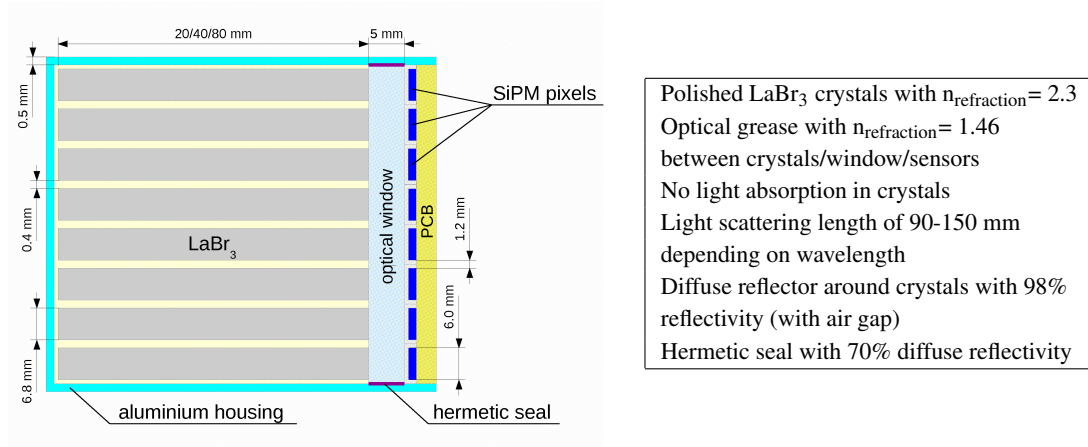 20/40/80 mm
5 mm
SiPM pixels
0.5 mm
0.4 mm
LaBr3
optical window
PCB
1.2 mm
6.0 mm
6.8 mm
aluminium housing
hermetic seal
Polished LaBr3 crystals with nrefraction= 2.3
Optical grease with nrefraction= 1.46
between crystals/window/sensors
No light absorption in crystals
Light scattering length of 90-150 mm
depending on wavelength
Diffuse reflector around crystals with 98%
reflectivity (with air gap)
Hermetic seal with 70% diffuse reflectivity